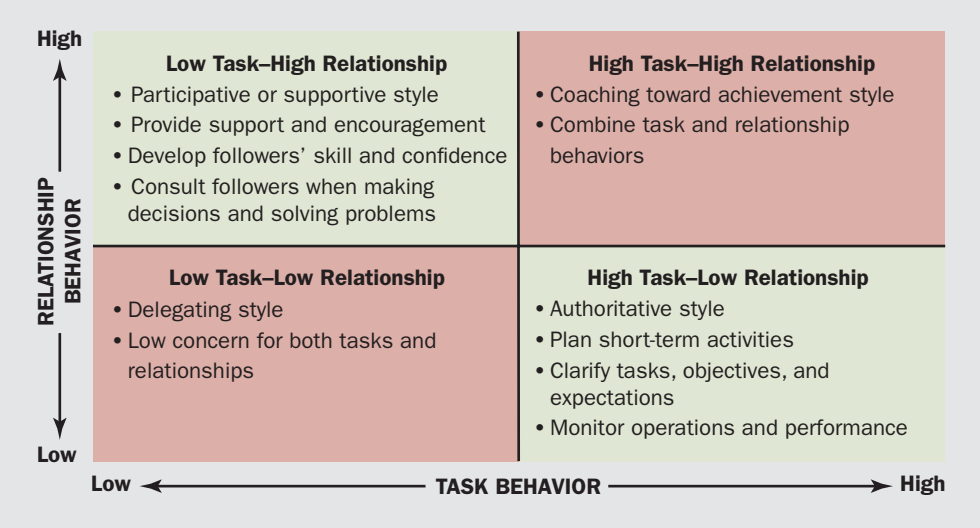 High
Low Task–High Relationship
• Participative or supportive style
• Provide support and encouragement
• Develop followers’ skill and confidence
• Consult followers when making
decisions and solving problems
High Task–High Relationship
• Coaching toward achievement style
• Combine task and relationship
behaviors
RELATIONSHIP
BEHAVIOR
Low Task–Low Relationship
• Delegating style
• Low concern for both tasks and
relationships
High Task–Low Relationship
• Authoritative style
• Plan short-term activities
• Clarify tasks, objectives, and
expectations
• Monitor operations and performance
Low
Low
TASK BEHAVIOR
High